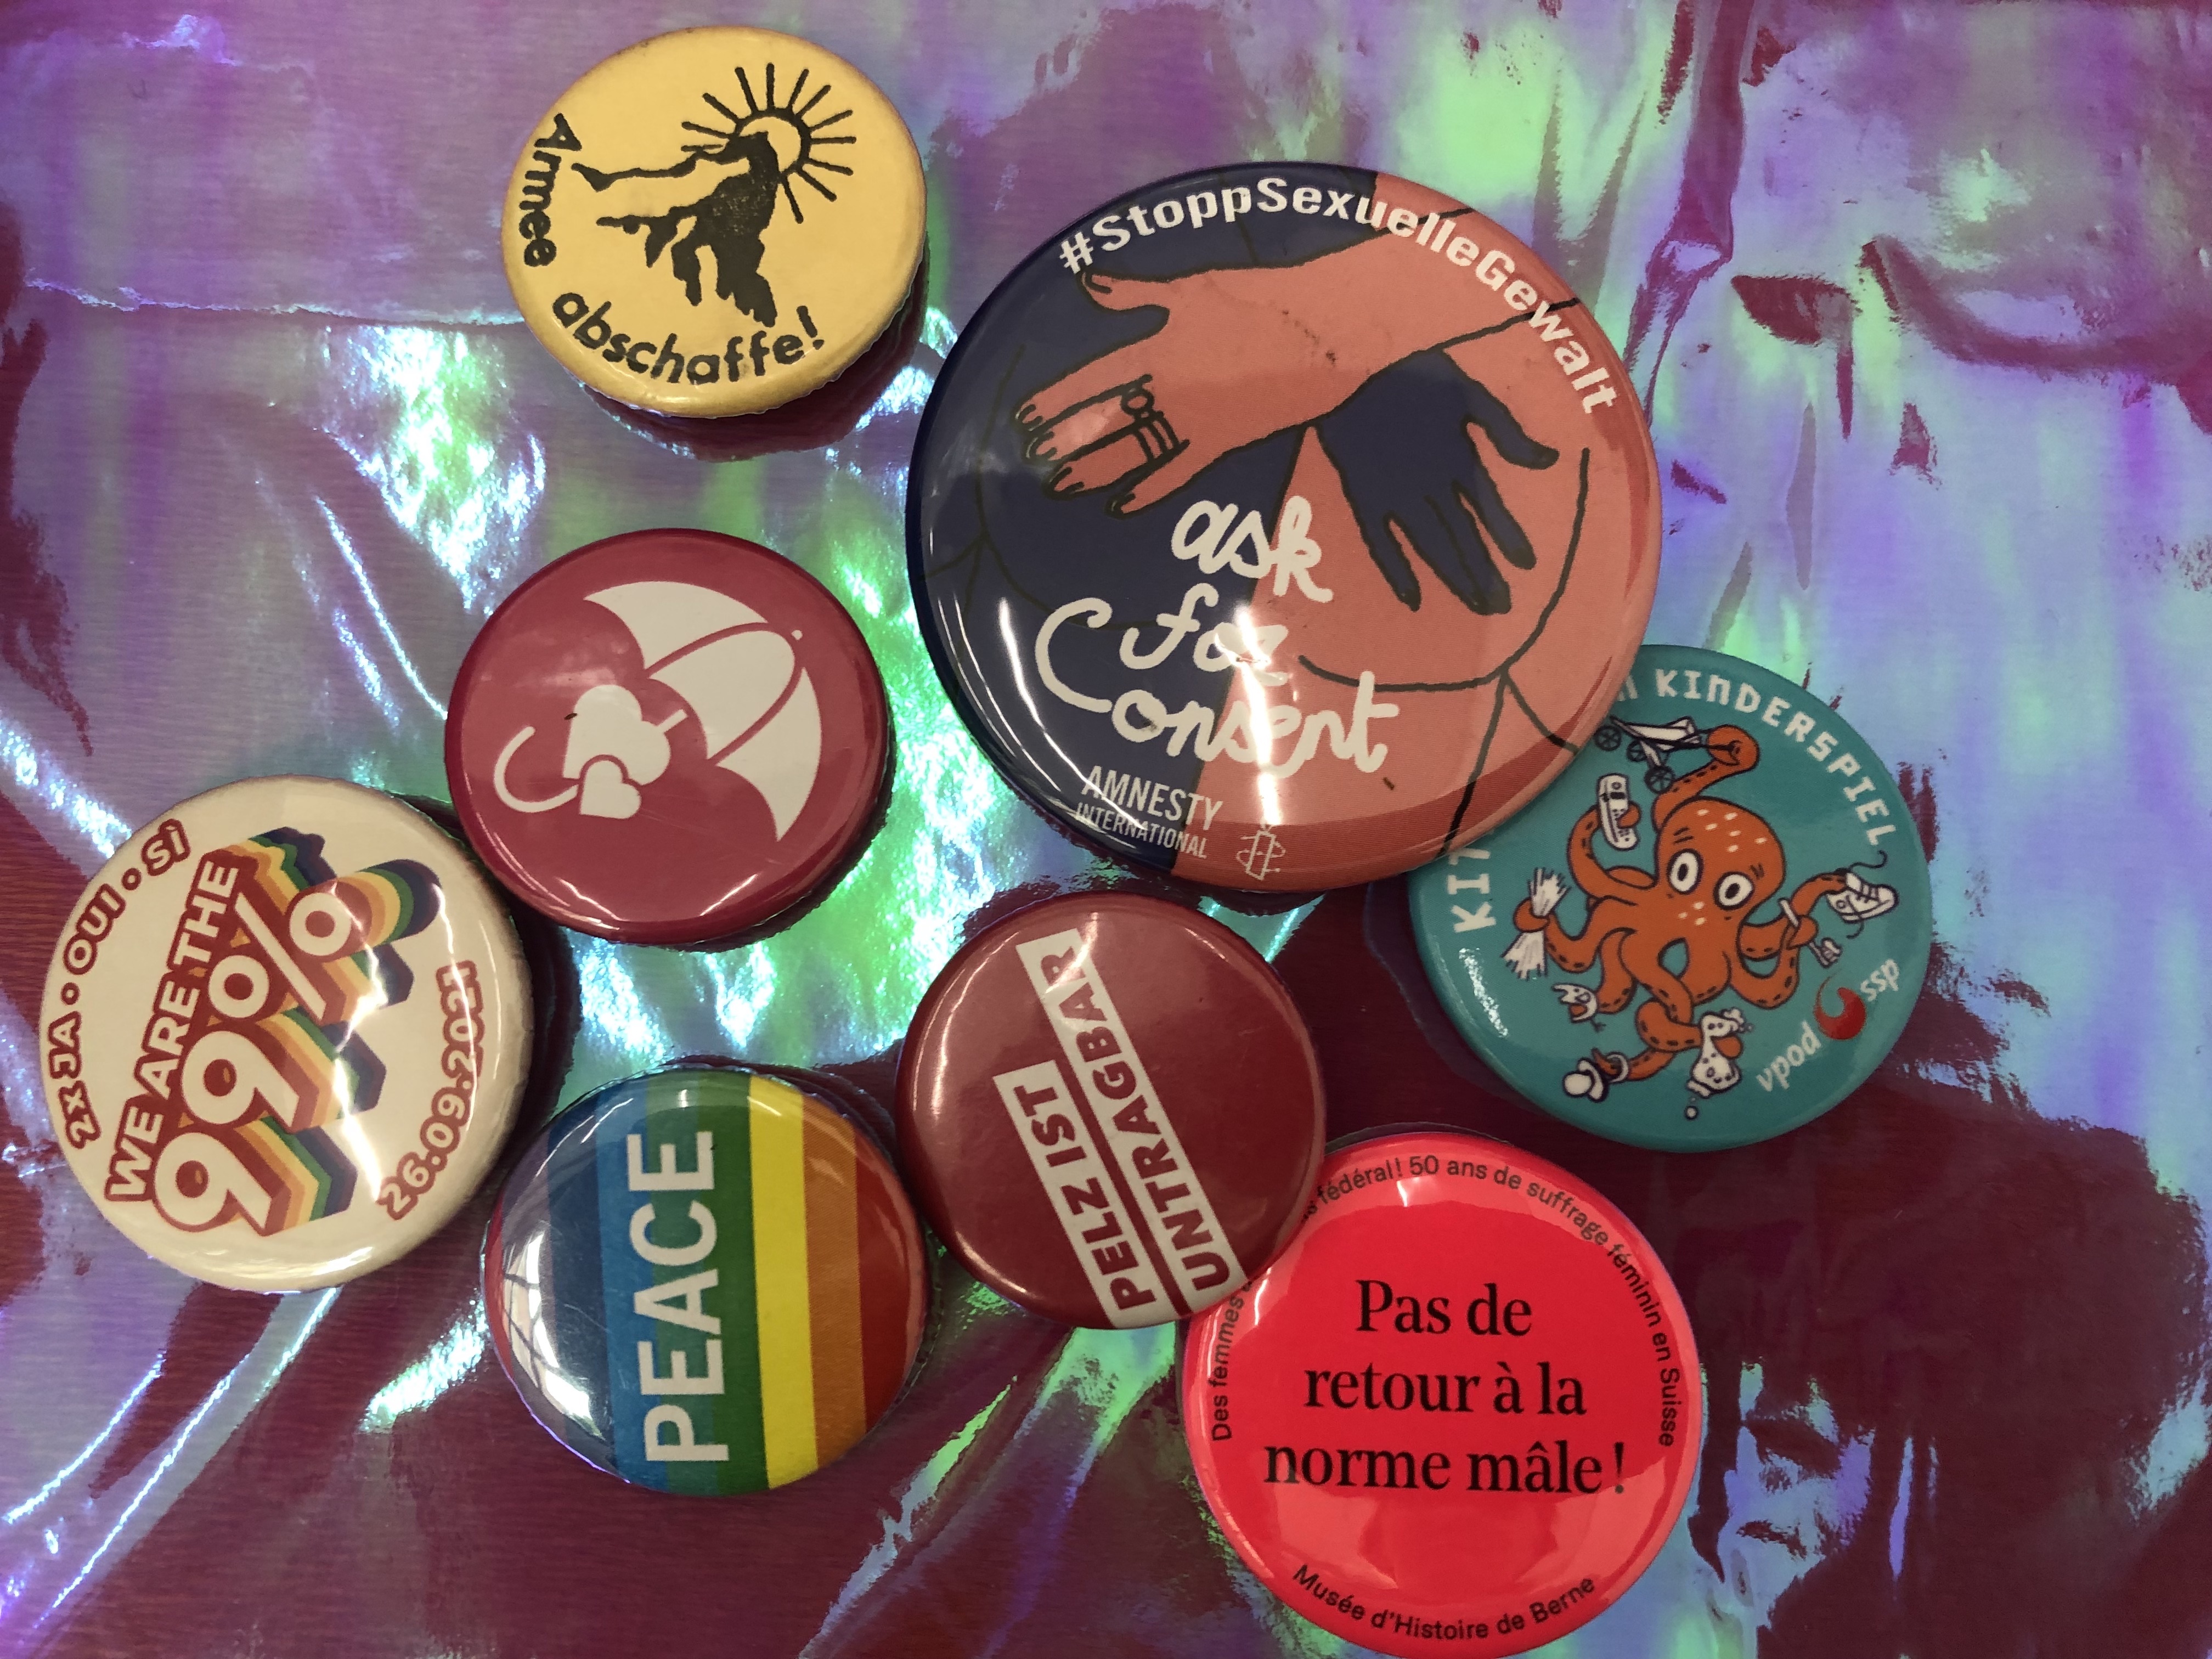 Armee abschaffe!
#StoppSexuelleGewalt
ask
for
Consent
AMNESTY
INTERNATIONAL
KINDERSPIEL
vpod ssp
2x JA • OUI • SÌ
WE ARE THE
99%
26.09.2021
PEACE
PELZ IST
UNTRAGBAR
Des femmes
fédéral! 50 ans de suffrage féminin en Suisse
Pas de
retour à la
norme mâle!
Musée d'Histoire de Berne